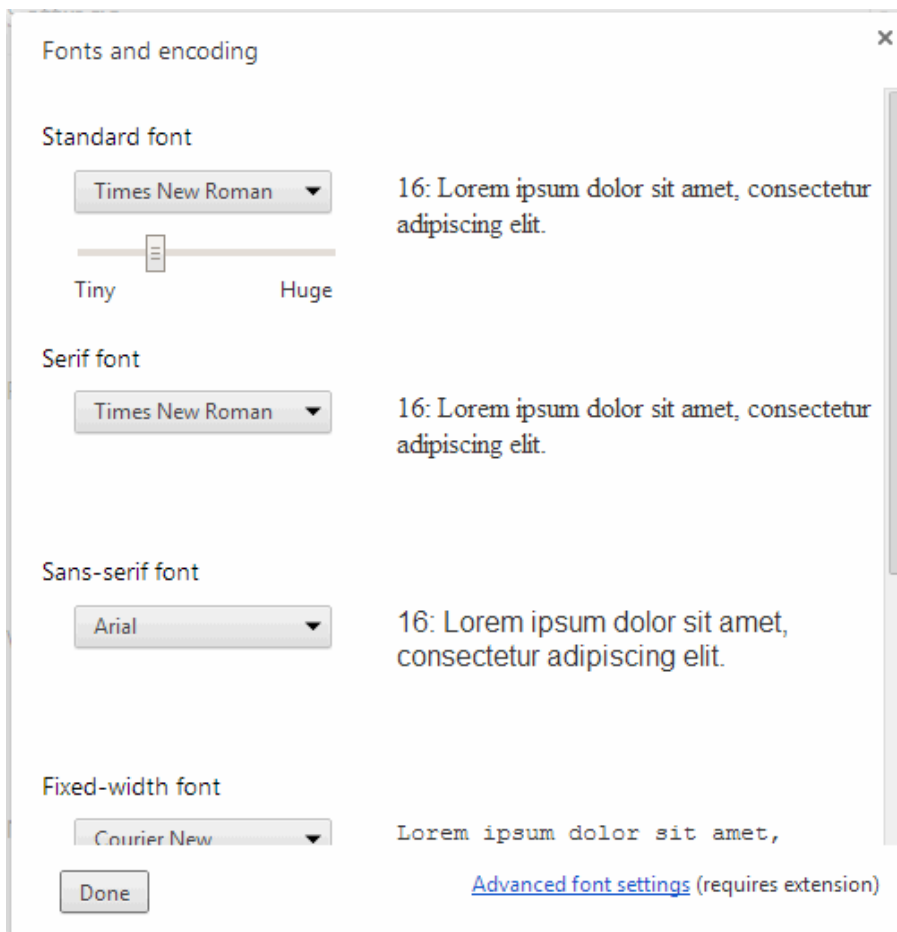 Fonts and encoding
Standard font
Times New Roman
16: Lorem ipsum dolor sit amet, consectetur
adipiscing elit.
Tiny Huge
Serif font
Times New Roman
16: Lorem ipsum dolor sit amet, consectetur
adipiscing elit.
Sans-serif font
Arial
16: Lorem ipsum dolor sit amet,
consectetur adipiscing elit.
Fixed-width font
Courier New
Lorem ipsum dolor sit amet,
Done
Advanced font settings (requires extension)